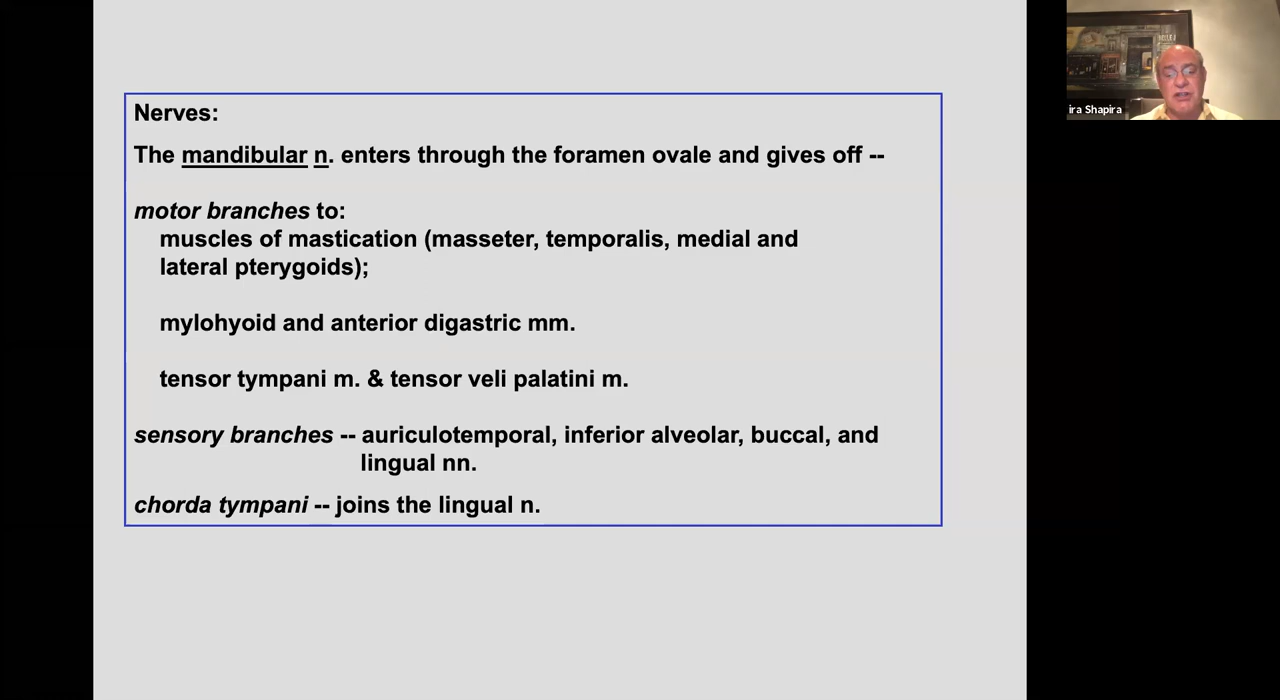 Nerves:
The mandibular n. enters through the foramen ovale and gives off --
motor branches to:
muscles of mastication (masseter, temporalis, medial and
lateral pterygoids);
mylohyoid and anterior digastric mm.
tensor tympani m. & tensor veli palatini m.
sensory branches -- auriculotemporal, inferior alveolar, buccal, and
lingual nn.
chorda tympani -- joins the lingual n.
ira Shapira